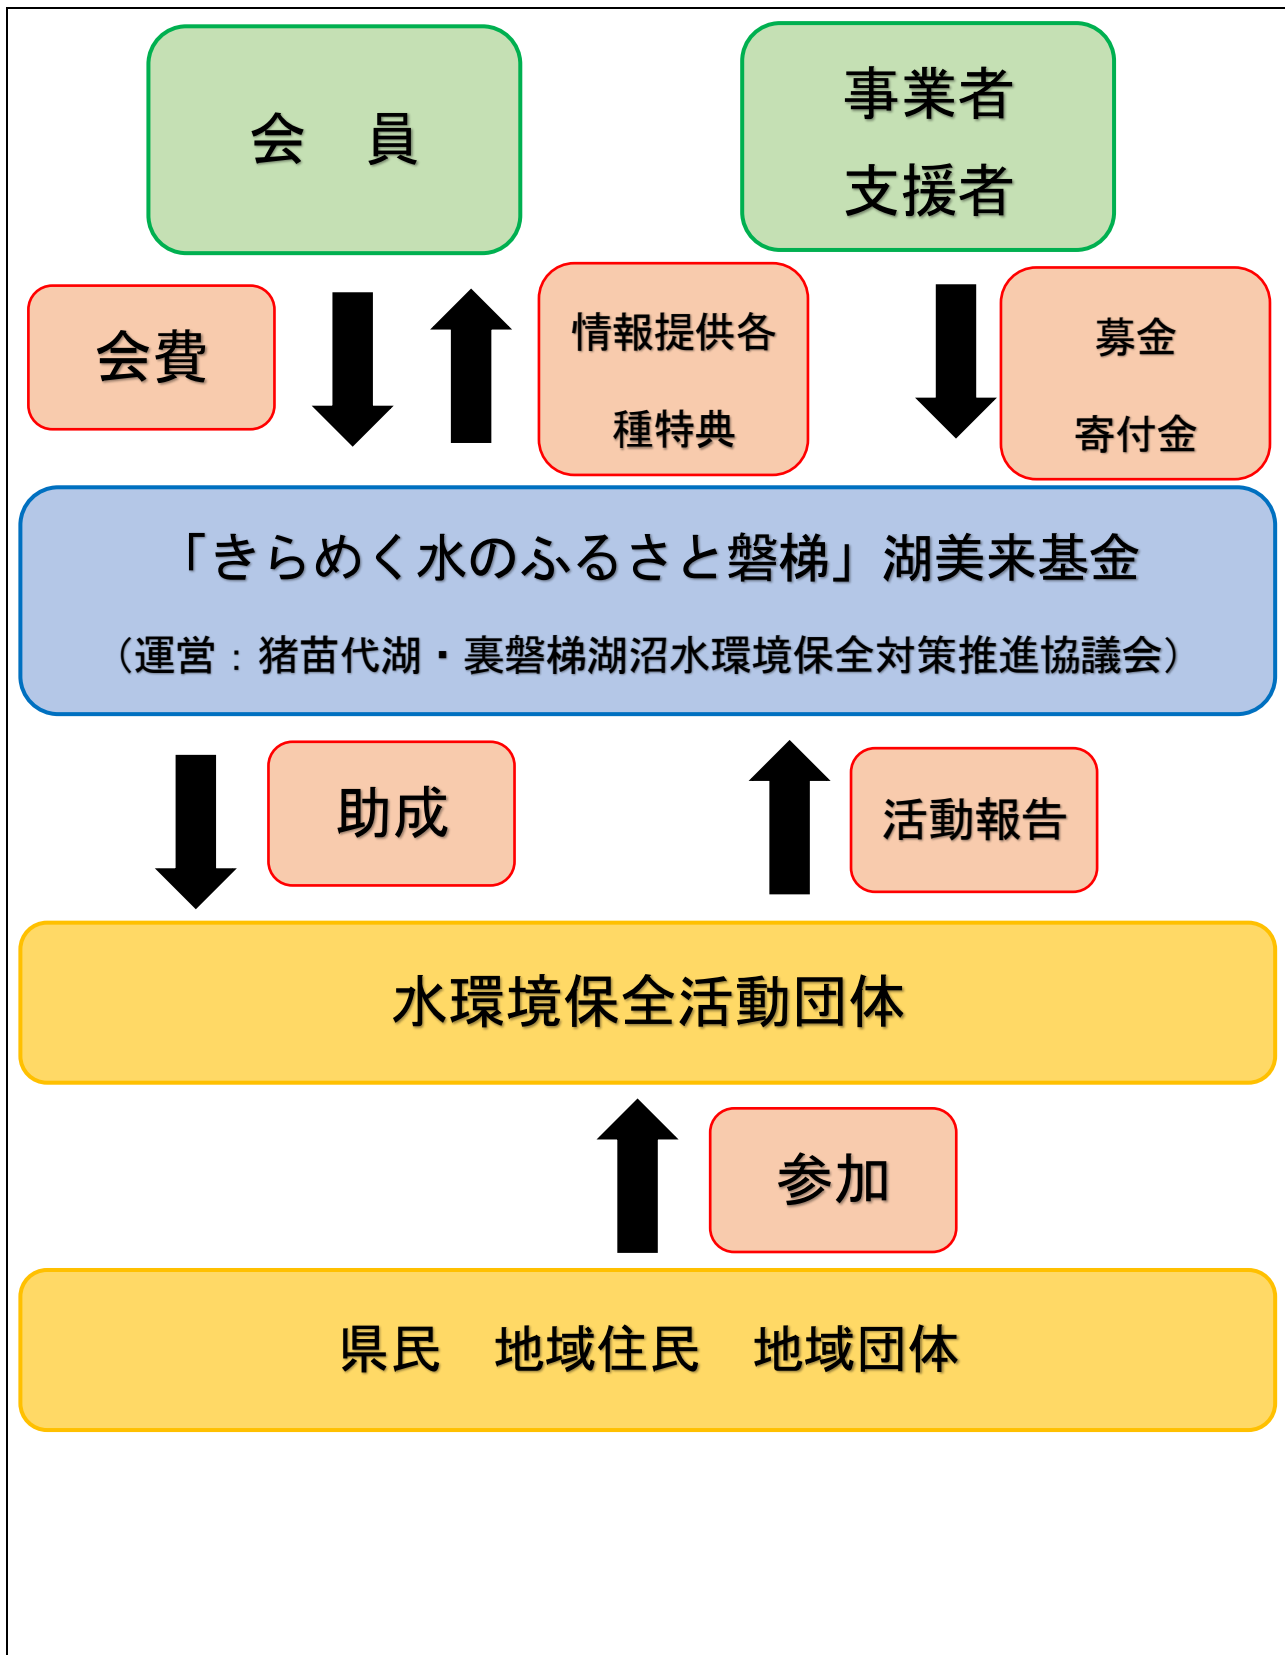 会　員
事業者
支援者
会費
情報提供各
種特典
募金
寄付金
「きらめく水のふるさと磐梯」湖美来基金
（運営：猪苗代湖・裏磐梯湖沼水環境保全対策推進協議会）
助成
活動報告
水環境保全活動団体
参加
県民　地域住民　地域団体